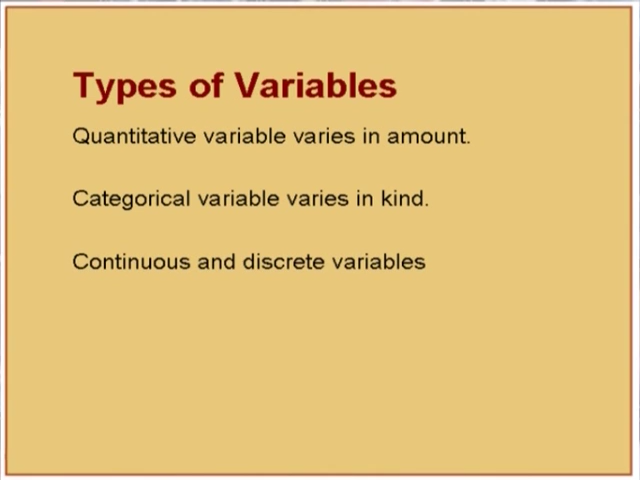 Types of Variables
Quantitative variable varies in amount.
Categorical variable varies in kind.
Continuous and discrete variables